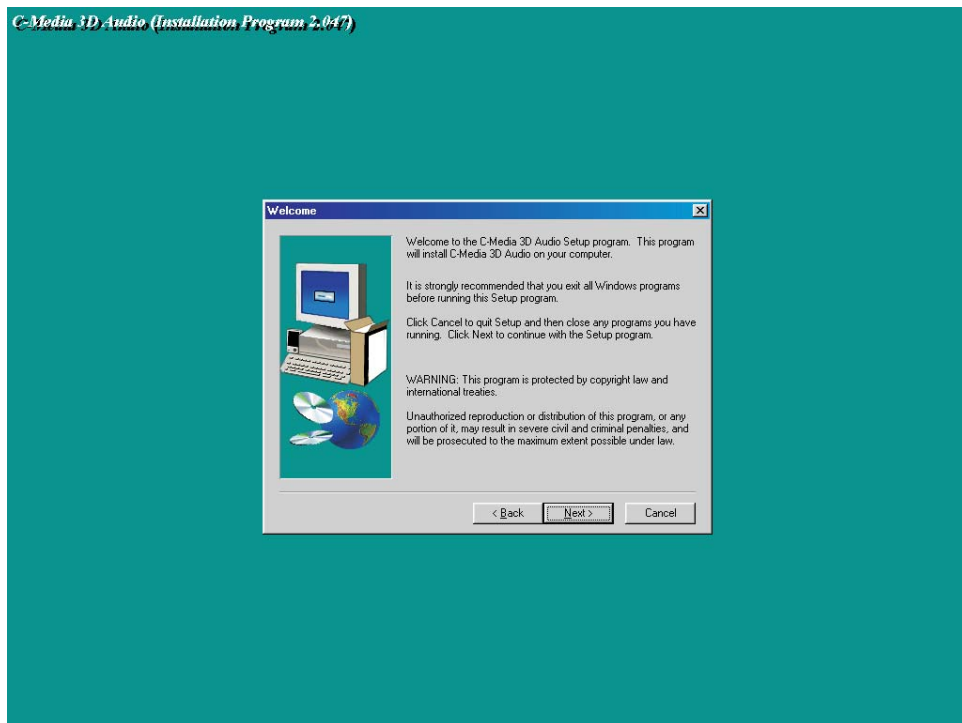 C-Media 3D Audio (Installation Program 2.047)
Welcome
Welcome to the C-Media 3D Audio Setup program. This program
will install C-Media 3D Audio on your computer.
It is strongly recommended that you exit all Windows programs
before running this Setup program.
Click Cancel to quit Setup and then close any programs you have
running. Click Next to continue with the Setup program.
WARNING: This program is protected by copyright law and
international treaties.
Unauthorized reproduction or distribution of this program, or any
portion of it, may result in severe civil and criminal penalties, and
will be prosecuted to the maximum extent possible under law.
< Back Next > Cancel